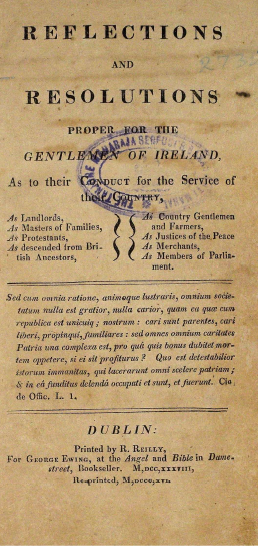 REFLECTIONS
AND
RESOLUTIONS
PROPER FOR THE
GENTLEMEN OF IRELAND,
As to their CONDUCT for the Service of
their COUNTRY,
As Landlords,
As Masters of Families,
As Protestants,
As descended from Bri-
tish Ancestors,
As Country Gentlemen
and Farmers,
As Justices of the Peace
As Merchants,
As Members of Parlia-
ment.
Sed cum omnia ratione, animoque lustraris, omnium socie-
tatum nulla est gratior, nulla carior, quam ea quæ cum
republica est unicuiq; nostrum: cari sunt parentes, cari
liberi, propinqui, familiares: sed omnes omnium caritates
Patria una complexa est, pro quâ quis bonus dubitet mor-
tem oppetere, si ei sit profiturus? Quo est detestabilior
istorum immanitas, qui lacerarunt omni scelere patriam;
& in eâ funditus delendâ occupati et sunt, et fuerunt. Cic.
de Offic. L. 1.
DUBLIN:
Printed by R. REILLY,
For GEORGE EWING, at the Angel and Bible in Dame-
street, Bookseller. M,DCC,XXXVIII,
Re-printed, M,DCCC,XVI.